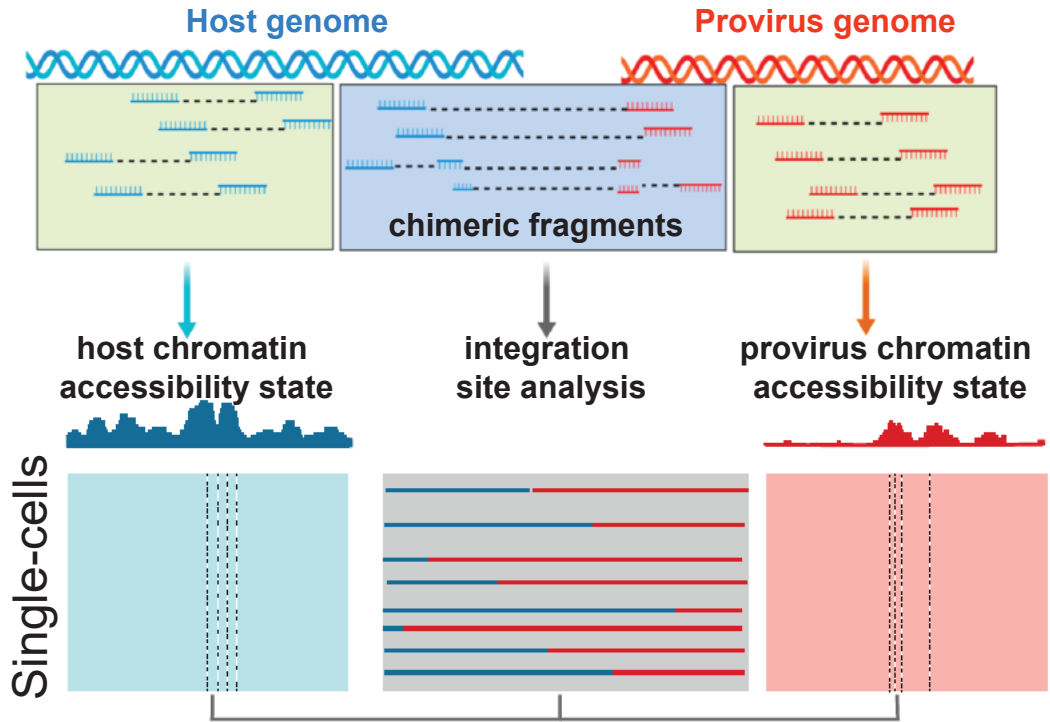 Host genome
Provirus genome
chimeric fragments
host chromatin
accessibility state
integration
site analysis
provirus chromatin
accessibility state
Single-cells